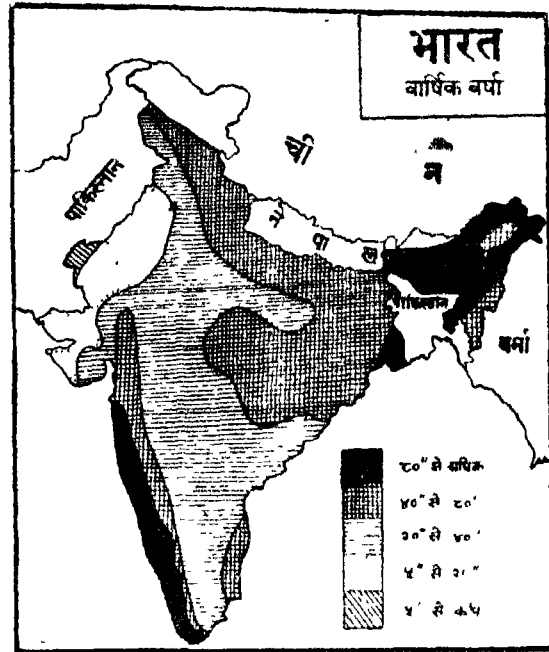 भारत
वार्षिक वर्षा
चीन
पाकिस्तान
नेपाल
पाकिस्तान
बर्मा
८०" से अधिक
४०" से ८०'
२०" से ४०'
५" से २०"
५' से कम